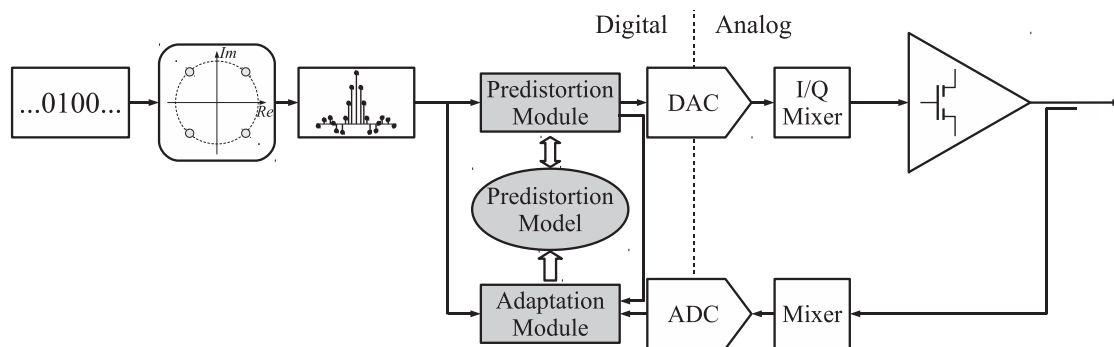 Digital
Analog
...0100...
Im
Re
Predistortion
Module
DAC
I/Q
Mixer
Predistortion
Model
Adaptation
Module
ADC
Mixer